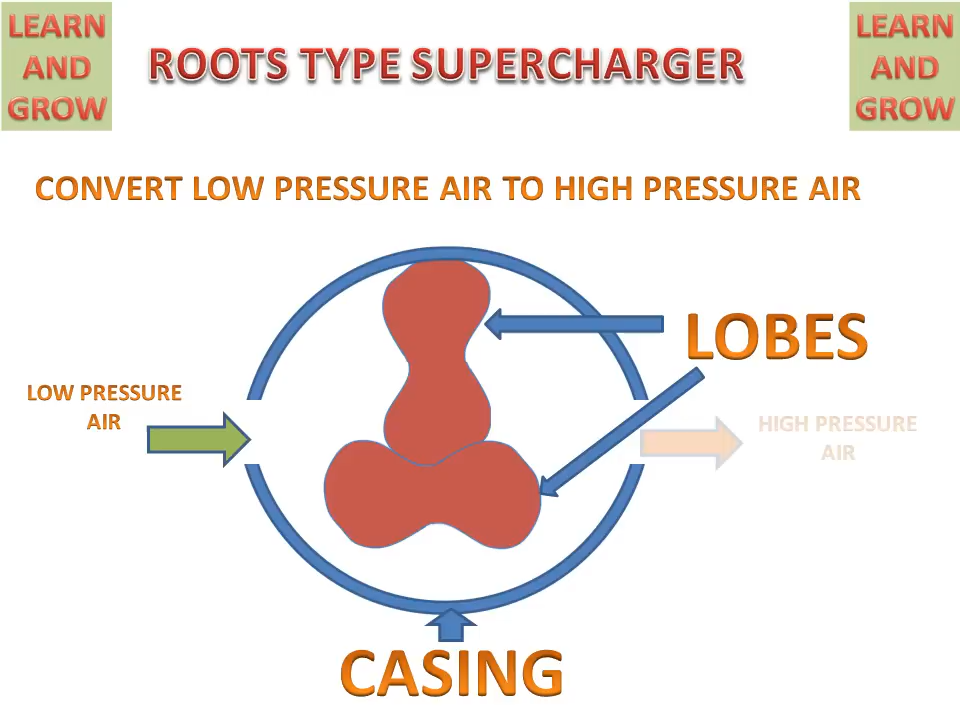 LEARN
AND
GROW
ROOTS TYPE SUPERCHARGER
LEARN
AND
GROW
CONVERT LOW PRESSURE AIR TO HIGH PRESSURE AIR
LOBES
LOW PRESSURE
AIR
HIGH PRESSURE
AIR
CASING